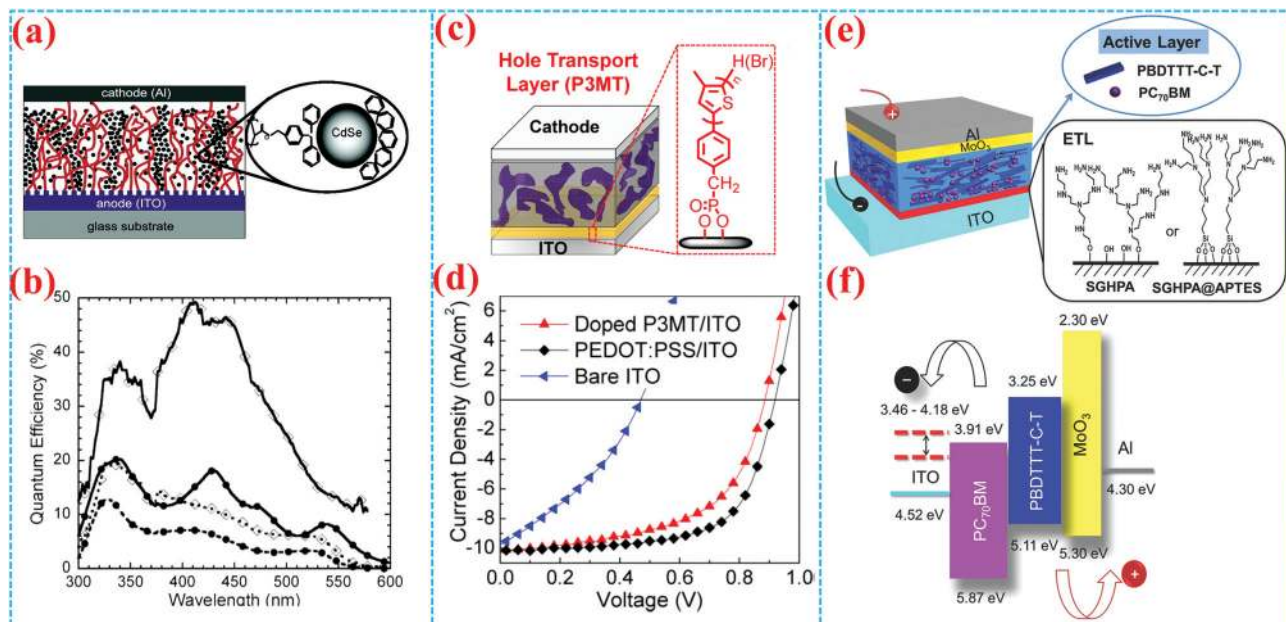 (a)
cathode (Al)
CdSe
anode (ITO)
glass substrate
(b)
50
40
30
20
10
0
Quantum Efficiency (%)
300
350
400
450
500
550
600
Wavelength (nm)
(c)
Hole Transport
Layer (P3MT)
Cathode
ITO
H(Br)
n
S
CH2
O
P
O
O
(d)
6
4
2
0
-2
-4
-6
-8
-10
Current Density (mA/cm2)
Doped P3MT/ITO
PEDOT:PSS/ITO
Bare ITO
0.0
0.2
0.4
0.6
0.8
1.0
Voltage (V)
(e)
Active Layer
PBDTTT-C-T
PC70BM
+
Al
MoO3
-
ITO
ETL
or
SGHPA
SGHPA@APTES
(f)
2.30 eV
3.25 eV
3.46 - 4.18 eV
3.91 eV
ITO
4.52 eV
PC70BM
PBDTTT-C-T
MoO3
Al
4.30 eV
5.11 eV
5.30 eV
5.87 eV